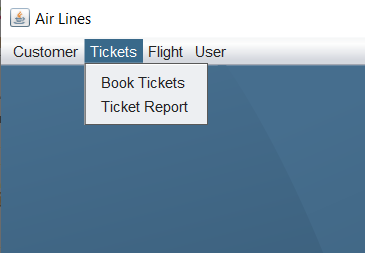 Air Lines
Customer Tickets Flight User
Book Tickets
Ticket Report